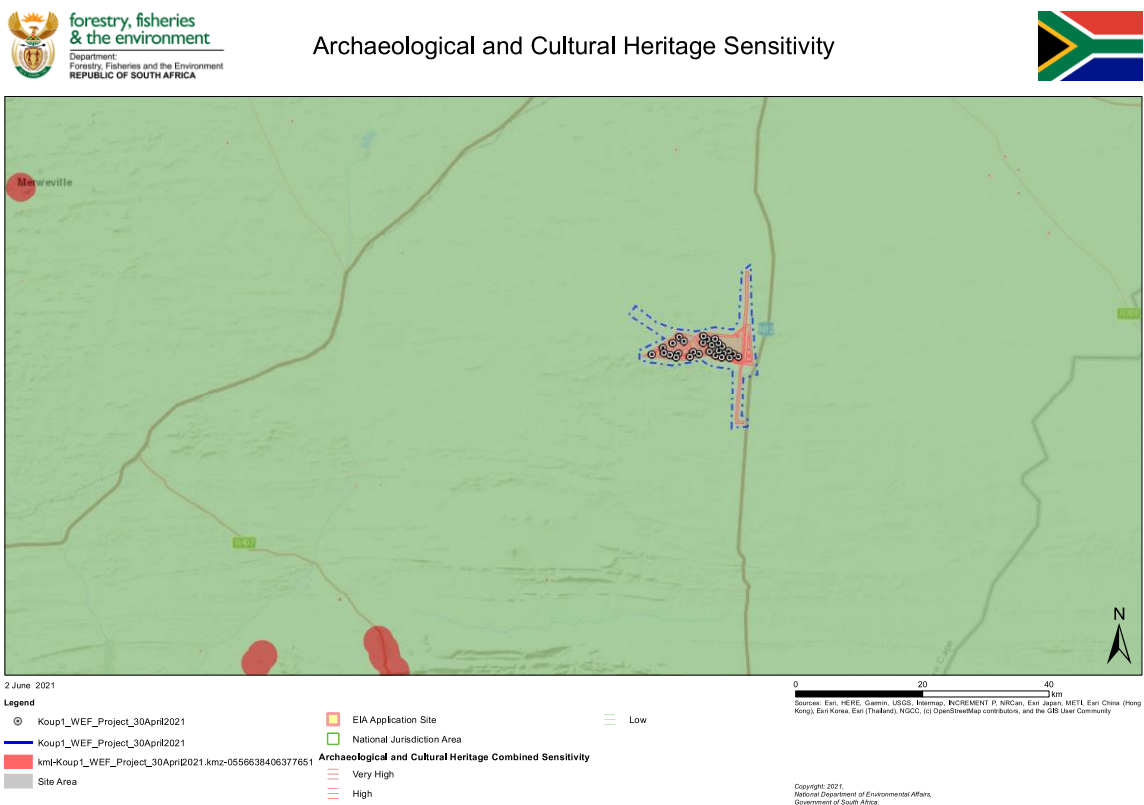 forestry, fisheries
& the environment
Department:
Forestry, Fisheries and the Environment
REPUBLIC OF SOUTH AFRICA
Archaeological and Cultural Heritage Sensitivity
Merweville
N12
R407
N
2 June 2021
Legend
Koup1_WEF_Project_30April2021
Koup1_WEF_Project_30April2021
kml-Koup1_WEF_Project_30April2021.kmz-0556638406377651
Site Area
EIA Application Site
National Jurisdiction Area
Archaeological and Cultural Heritage Combined Sensitivity
Very High
High
Low
0 20 40
km
Sources: Esri, HERE, Garmin, USGS, Intermap, INCREMENT P, NRCan, Esri Japan, METI, Esri China (Hong
Kong), Esri Korea, Esri (Thailand), NGCC, (c) OpenStreetMap contributors, and the GIS User Community
Copyright: 2021,
National Department of Environmental Affairs,
Government of South Africa.